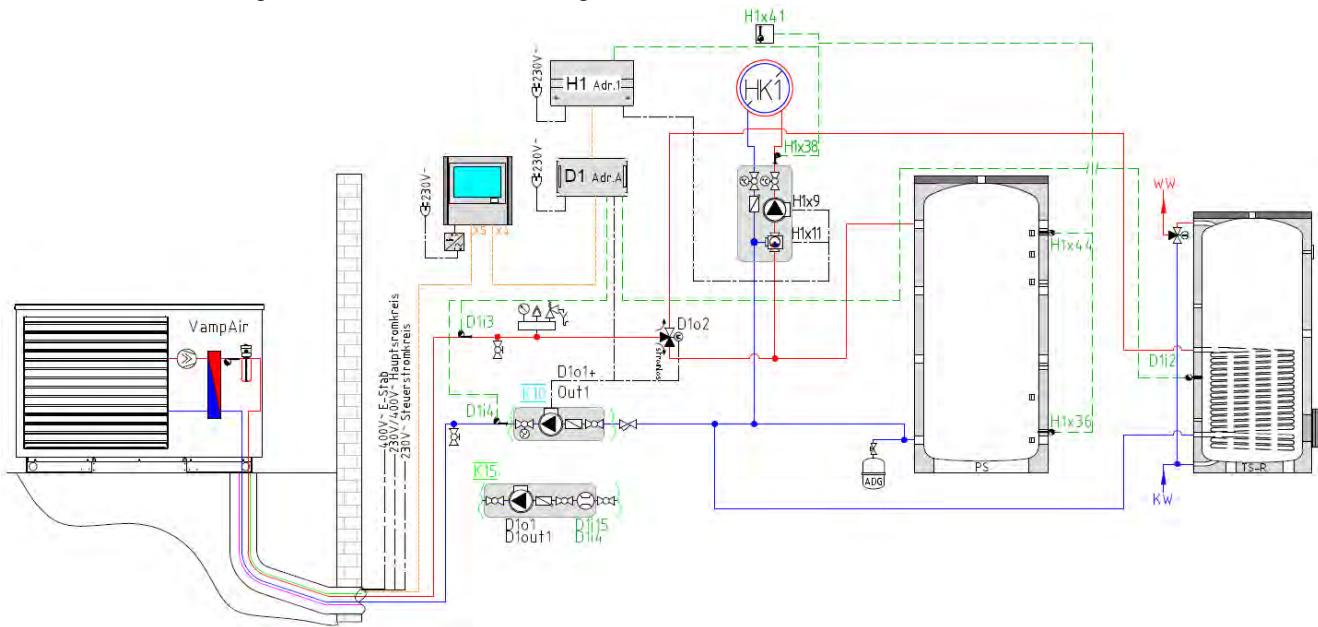 H1x41
230V~
H1 Adr.1
HK1
H1x38
230V~
D1 Adr.A
230V~
x5 x4
H1x9
H1x11
WW
H1x44
VampAir
D1i3
D1o2
stromlos
D1i2
D1o1+
Out1
K10
D1i4
H1x36
400V~ E-Stab
230V/400V~ Hauptstromkreis
230V~ Steuerstromkreis
ADG
PS
TS-R
KW
K15
D1o1
D1out1
D1i15
D1i4